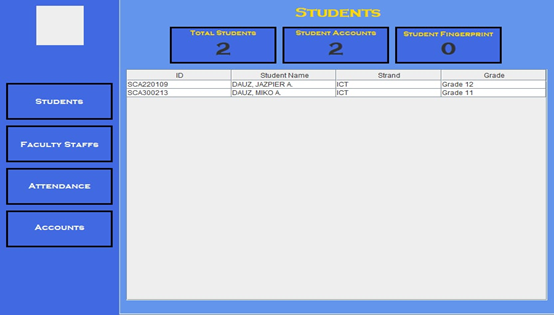 Students
Total Students
2
Student Accounts
2
Student Fingerprint
0
Students
Faculty Staffs
Attendance
Accounts
ID Student Name Strand Grade
SCA220109 DAUZ, JAZPIER A. ICT Grade 12
SCA300213 DAUZ, MIKO A. ICT Grade 11